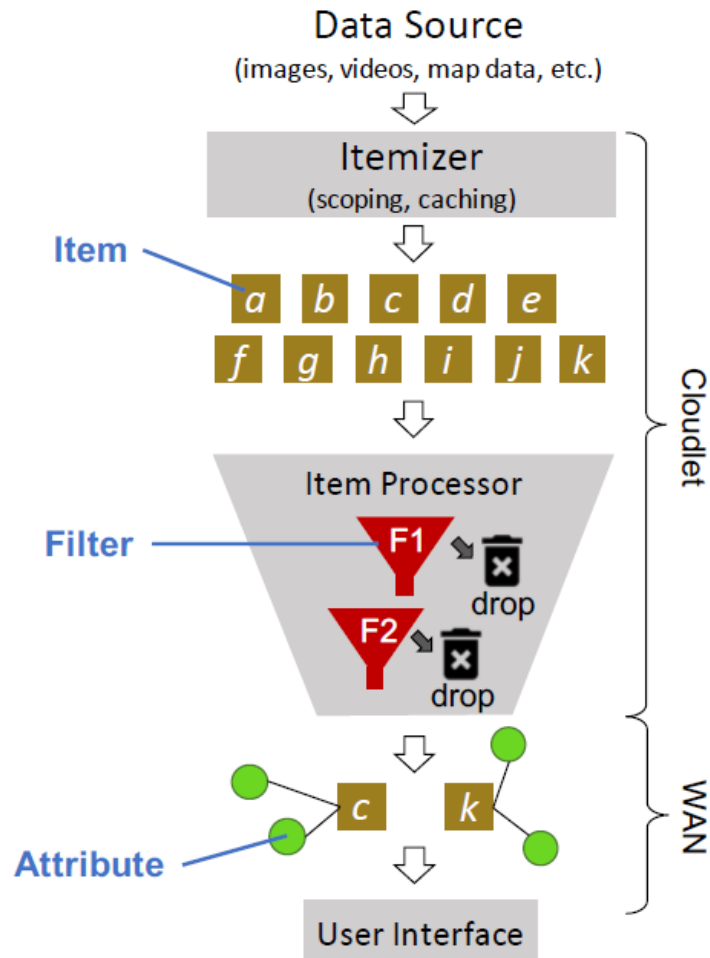 Data Source
(images, videos, map data, etc.)
Itemizer
(scoping, caching)
Item
a b c d e
f g h i j k
Cloudlet
Item Processor
Filter
F1
drop
F2
drop
c k
WAN
Attribute
User Interface